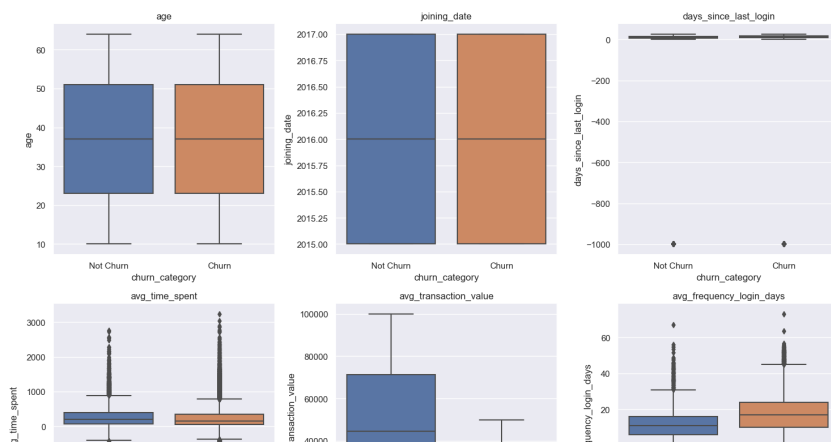 age
joining_date
days_since_last_login
60
50
40
30
20
10
age
Not Churn
Churn
churn_category
2017.00
2016.75
2016.50
2016.25
2016.00
2015.75
2015.50
2015.25
2015.00
joining_date
Not Churn
Churn
churn_category
0
−200
−400
−600
−800
−1000
days_since_last_login
Not Churn
Churn
churn_category
avg_time_spent
avg_transaction_value
avg_frequency_login_days
3000
2000
1000
0
g_time_spent
100000
80000
60000
40000
ansaction_value
60
40
20
quency_login_days